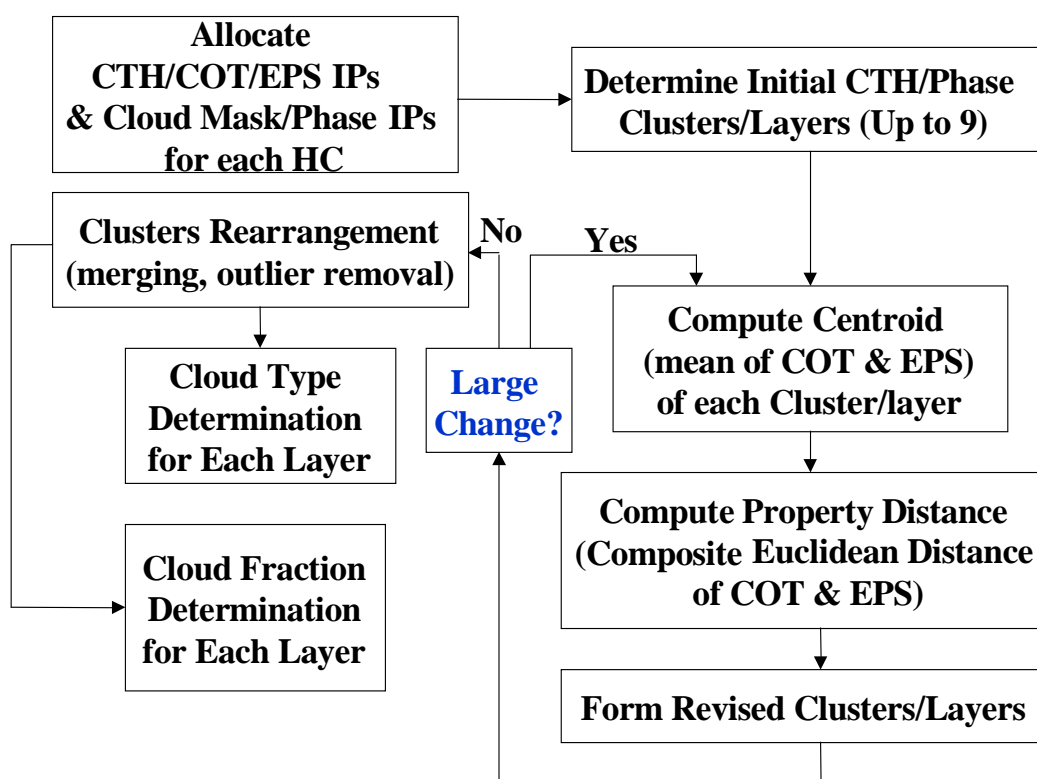 Allocate
CTH/COT/EPS IPs
& Cloud Mask/Phase IPs
for each HC
Determine Initial CTH/Phase
Clusters/Layers (Up to 9)
Clusters Rearrangement
(merging, outlier removal)
No
Yes
Compute Centroid
(mean of COT & EPS)
of each Cluster/layer
Large
Change?
Cloud Type
Determination
for Each Layer
Compute Property Distance
(Composite Euclidean Distance
of COT & EPS)
Cloud Fraction
Determination
for Each Layer
Form Revised Clusters/Layers